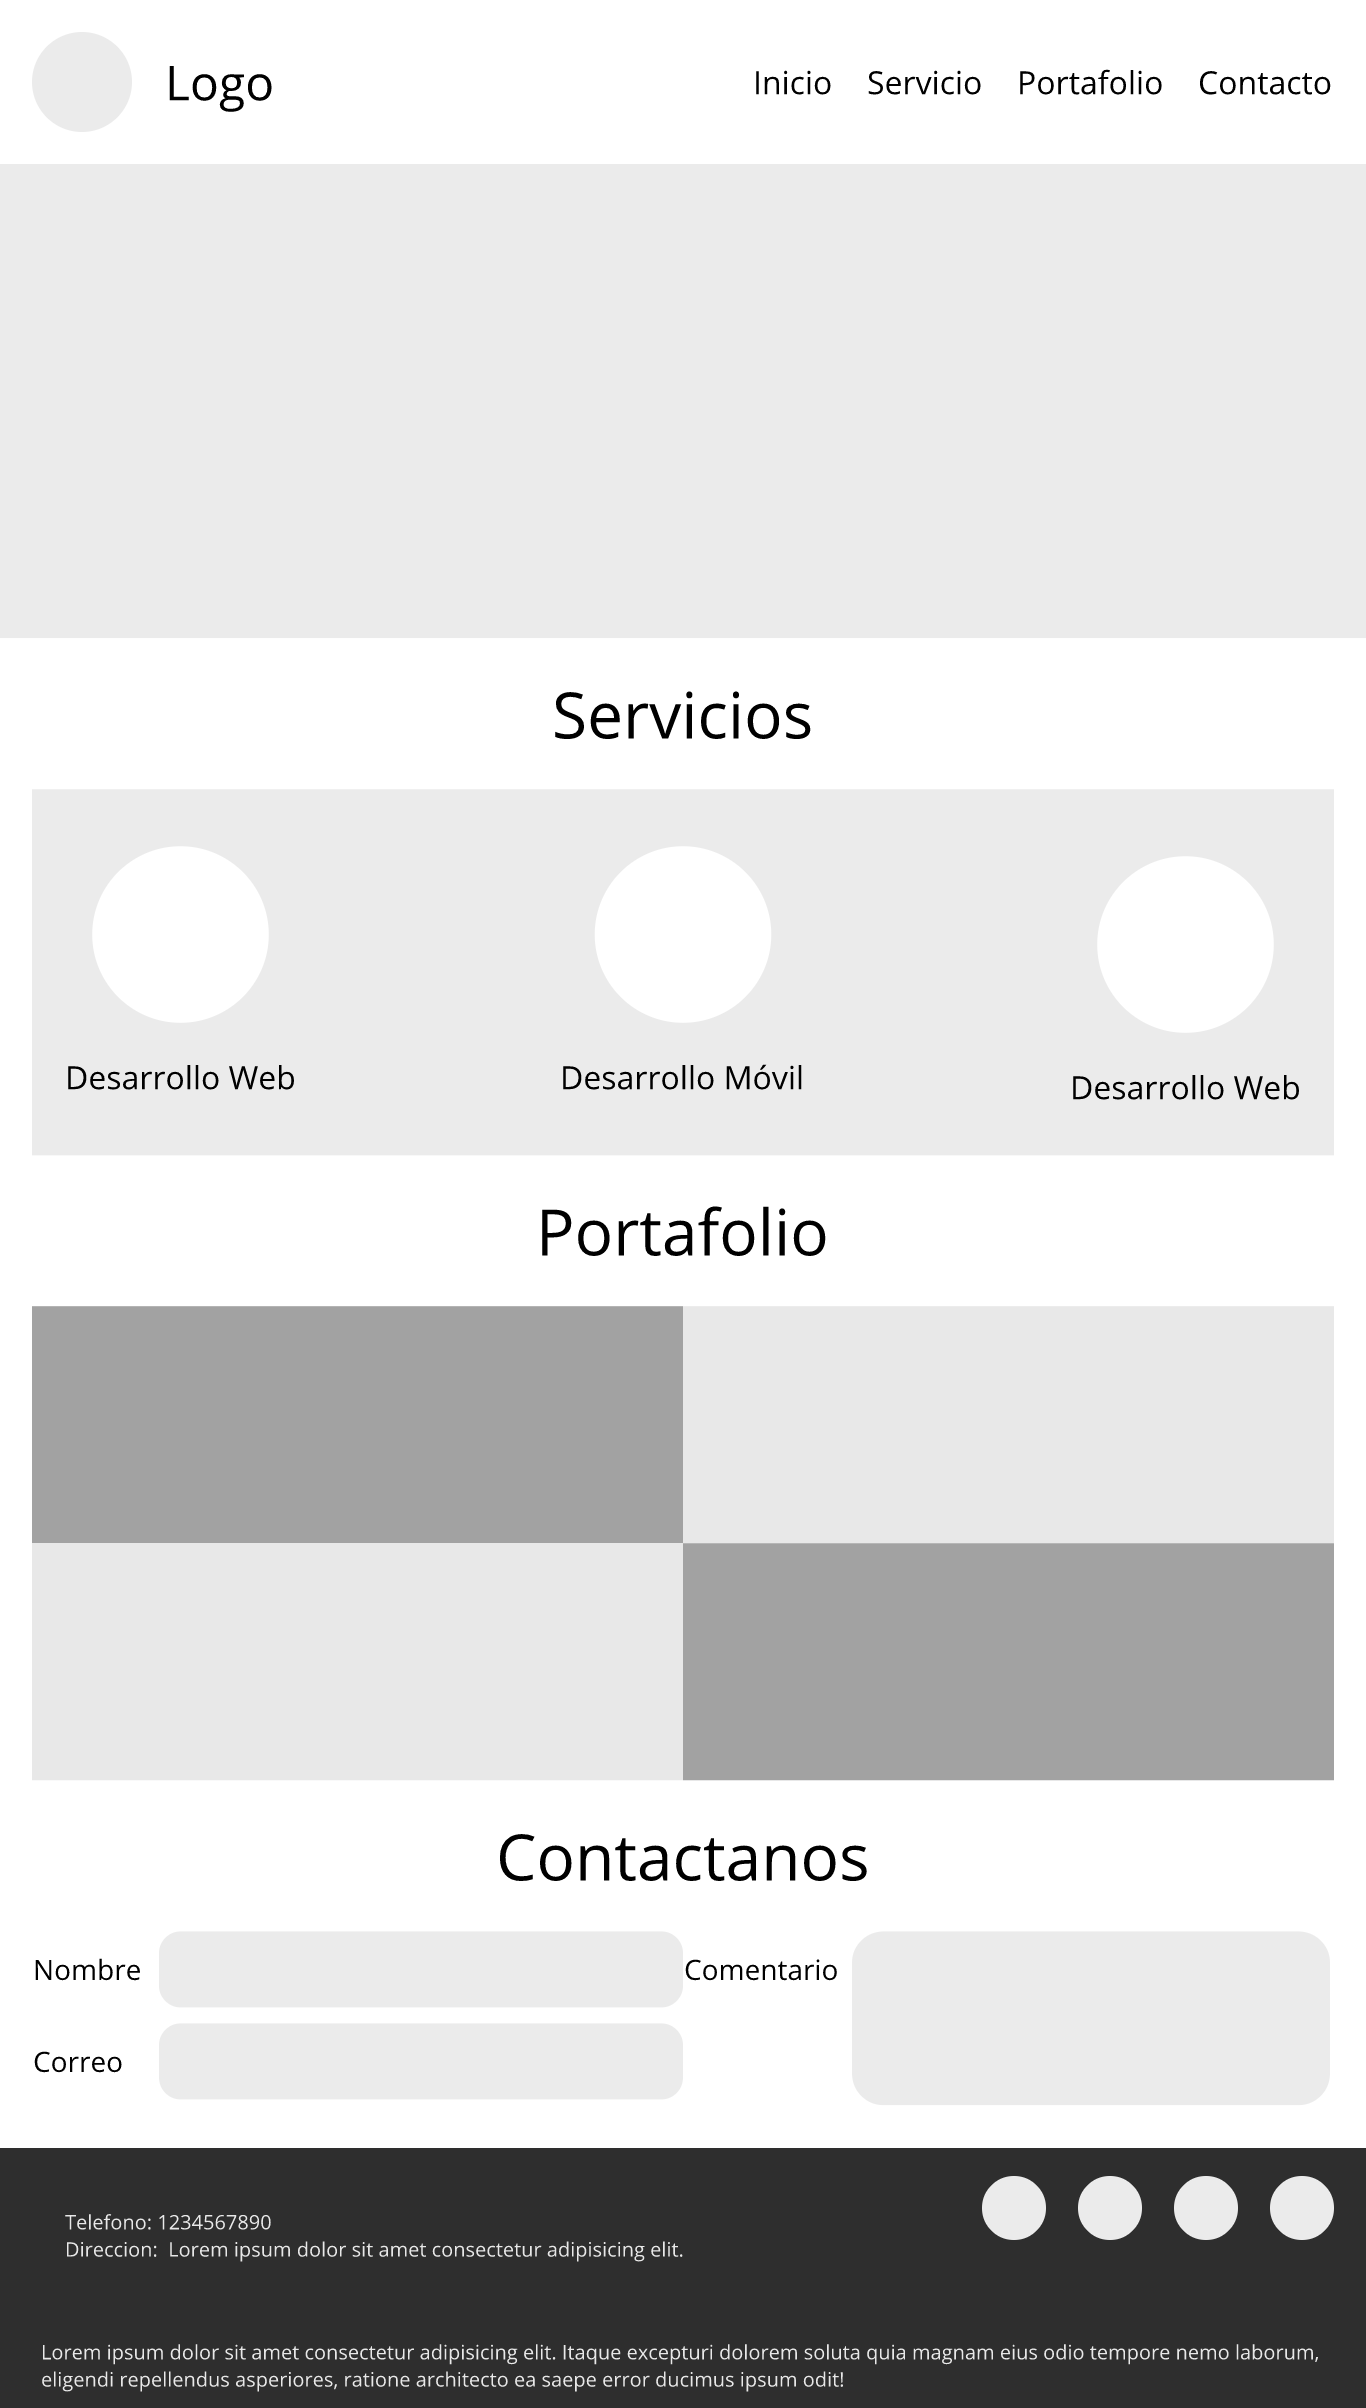 Logo
Inicio Servicio Portafolio Contacto
Servicios
Desarrollo Web
Desarrollo Móvil
Desarrollo Web
Portafolio
Contactanos
Nombre
Comentario
Correo
Telefono: 1234567890
Direccion: Lorem ipsum dolor sit amet consectetur adipisicing elit.
Lorem ipsum dolor sit amet consectetur adipisicing elit. Itaque excepturi dolorem soluta quia magnam eius odio tempore nemo laborum,
eligendi repellendus asperiores, ratione architecto ea saepe error ducimus ipsum odit!